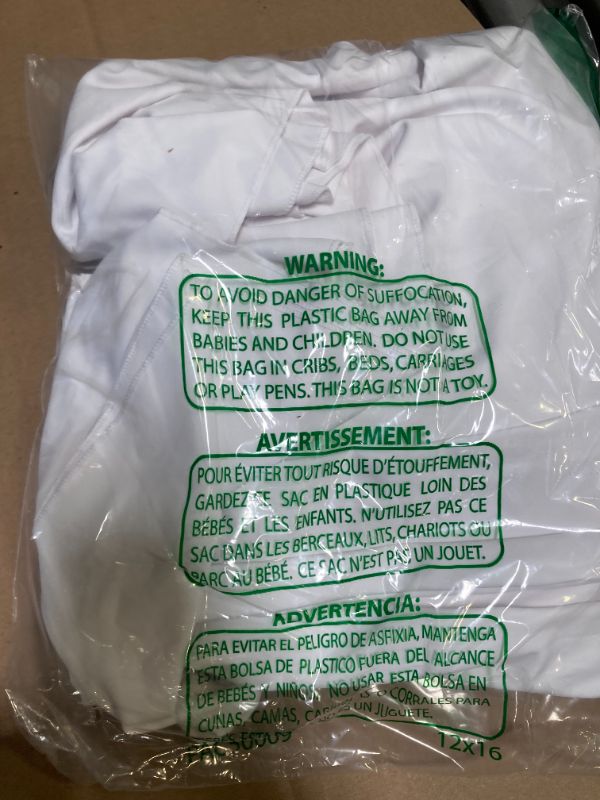 WARNING:
TO AVOID DANGER OF SUFFOCATION,
KEEP THIS PLASTIC BAG AWAY FROM
BABIES AND CHILDREN. DO NOT USE
THIS BAG IN CRIBS, BEDS, CARRIAGES
OR PLAY PENS. THIS BAG IS NOT A TOY.
AVERTISSEMENT:
POUR ÉVITER TOUT RISQUE D'ÉTOUFFEMENT,
GARDEZ CE SAC EN PLASTIQUE LOIN DES
BÉBÉS ET LES ENFANTS. N'UTILISEZ PAS CE
SAC DANS LES BERCEAUX, LITS, CHARIOTS OU
PARC AU BÉBÉ. CE SAC N'EST PAS UN JOUET.
ADVERTENCIA:
PARA EVITAR EL PELIGRO DE ASFIXIA, MANTENGA
ESTA BOLSA DE PLASTICO FUERA DEL ALCANCE
DE BEBÉS Y NIÑOS. NO USAR ESTA BOLSA EN
CUNAS, CAMAS, CORRALES PARA
UN JUGUETE.
12x16